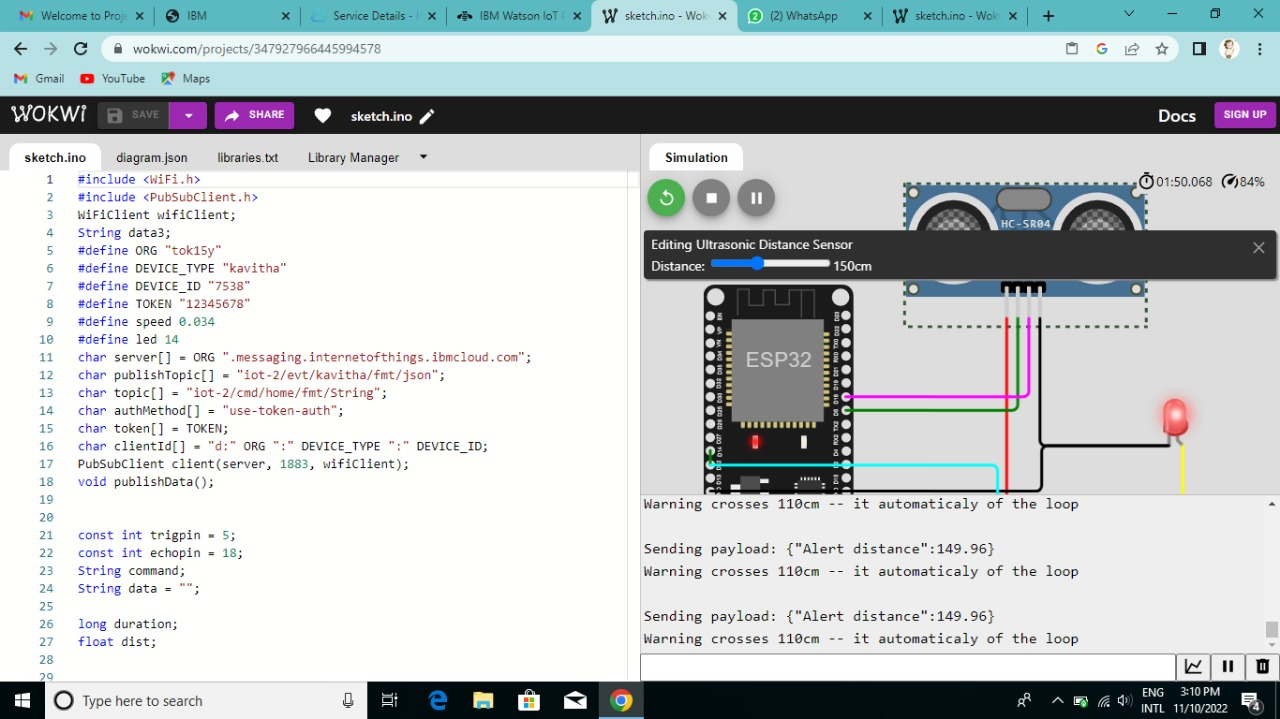 Welcome to Proj
IBM
Service Details -
IBM Watson IoT
sketch.ino - Wok
(2) WhatsApp
sketch.ino - Wok
wokwi.com/projects/347927966445994578
Gmail
YouTube
Maps
WOKWI
SAVE
SHARE
sketch.ino
Docs
SIGN UP
sketch.ino
diagram.json
libraries.txt
Library Manager
1 #include <WiFi.h>
2 #include <PubSubClient.h>
3 WiFiClient wifiClient;
4 String data3;
5 #define ORG "tok15y"
6 #define DEVICE_TYPE "kavitha"
7 #define DEVICE_ID "7538"
8 #define TOKEN "12345678"
9 #define speed 0.034
10 #define led 14
11 char server[] = ORG ".messaging.internetofthings.ibmcloud.com";
12 char publishTopic[] = "iot-2/evt/kavitha/fmt/json";
13 char topic[] = "iot-2/cmd/home/fmt/String";
14 char authMethod[] = "use-token-auth";
15 char token[] = TOKEN;
16 char clientId[] = "d:" ORG ":" DEVICE_TYPE ":" DEVICE_ID;
17 PubSubClient client(server, 1883, wifiClient);
18 void publishData();
19
20
21 const int trigpin = 5;
22 const int echopin = 18;
23 String command;
24 String data = "";
25
26 long duration;
27 float dist;
28
29
Simulation
01:50.068
84%
HC-SR04
Editing Ultrasonic Distance Sensor
Distance: 150cm
ESP32
Warning crosses 110cm -- it automaticaly of the loop
Sending payload: {"Alert distance":149.96}
Warning crosses 110cm -- it automaticaly of the loop
Sending payload: {"Alert distance":149.96}
Warning crosses 110cm -- it automaticaly of the loop
Type here to search
ENG
INTL
3:10 PM
11/10/2022
4